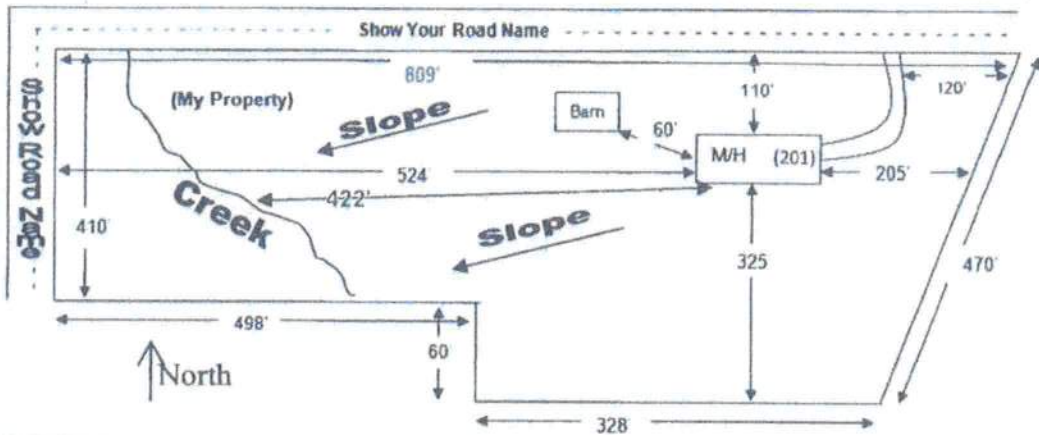 Show Your Road Name
809'
(My Property)
Slope
Barn
60'
110'
120'
M/H (201)
Show Road Name
524
205'
422'
Creek
Slope
410'
325
470'
498'
60
North
328